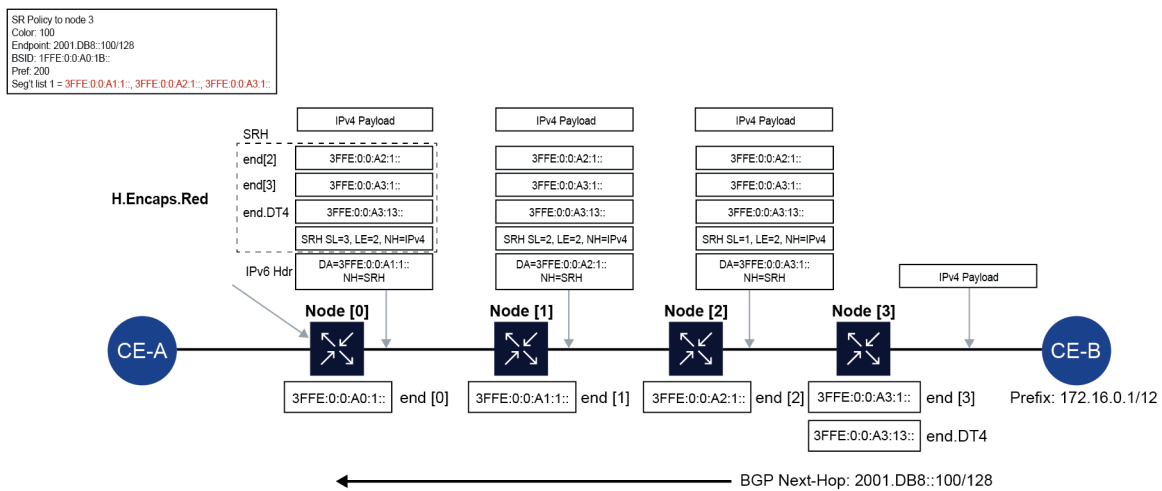 SR Policy to node 3
Color: 100
Endpoint: 2001.DB8::100/128
BSID: 1FFE:0:0:A0:1B::
Pref: 200
Seg't list 1 = 3FFE:0:0:A1:1::, 3FFE:0:0:A2:1::, 3FFE:0:0:A3:1::
H.Encaps.Red
SRH
end[2]
end[3]
end.DT4
IPv6 Hdr
IPv4 Payload
3FFE:0:0:A2:1::
3FFE:0:0:A3:1::
3FFE:0:0:A3:13::
SRH SL=3, LE=2, NH=IPv4
DA=3FFE:0:0:A1:1::
NH=SRH
IPv4 Payload
3FFE:0:0:A2:1::
3FFE:0:0:A3:1::
3FFE:0:0:A3:13::
SRH SL=2, LE=2, NH=IPv4
DA=3FFE:0:0:A2:1::
NH=SRH
IPv4 Payload
3FFE:0:0:A2:1::
3FFE:0:0:A3:1::
3FFE:0:0:A3:13::
SRH SL=1, LE=2, NH=IPv4
DA=3FFE:0:0:A3:1::
NH=SRH
IPv4 Payload
Node [0]
Node [1]
Node [2]
Node [3]
CE-A
CE-B
3FFE:0:0:A0:1:: end [0]
3FFE:0:0:A1:1:: end [1]
3FFE:0:0:A2:1:: end [2]
3FFE:0:0:A3:1:: end [3]
Prefix: 172.16.0.1/12
3FFE:0:0:A3:13:: end.DT4
BGP Next-Hop: 2001.DB8::100/128